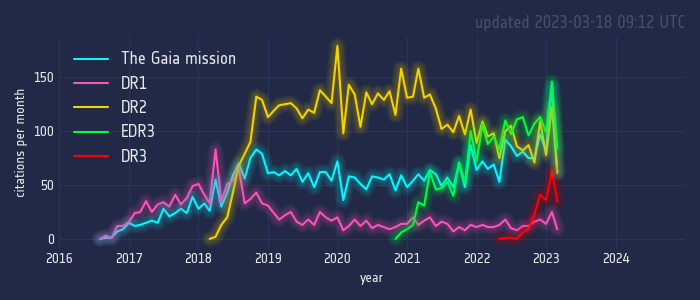 updated 2023-03-18 09:12 UTC
The Gaia mission
DR1
DR2
EDR3
DR3
citations per month
150
100
50
0
2016 2017 2018 2019 2020 2021 2022 2023 2024
year